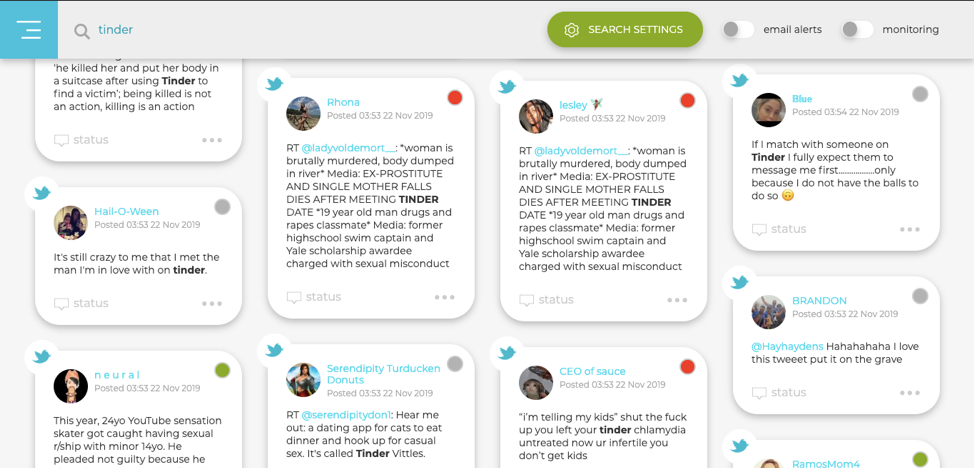 tinder
SEARCH SETTINGS
email alerts
monitoring
'he killed her and put her body in
a suitcase after using Tinder to
find a victim'; being killed is not
an action, killing is an action
status
Hail-O-Ween
Posted 03:53 22 Nov 2019
It's still crazy to me that I met the
man I'm in love with on tinder.
status
n e u r a l
Posted 03:53 22 Nov 2019
This year, 24yo YouTube sensation
skater got caught having sexual
r/ship with minor 14yo. He
pleaded not guilty because he
Rhona
Posted 03:53 22 Nov 2019
RT @ladyvoldemort__: *woman is
brutally murdered, body dumped
in river* Media: EX-PROSTITUTE
AND SINGLE MOTHER FALLS
DIES AFTER MEETING TINDER
DATE *19 year old man drugs and
rapes classmate* Media: former
highschool swim captain and
Yale scholarship awardee
charged with sexual misconduct
status
Serendipity Turducken
Donuts
Posted 03:53 22 Nov 2019
RT @serendipitydon1: Hear me
out: a dating app for cats to eat
dinner and hook up for casual
sex. It's called Tinder Vittles.
lesley 🧚
Posted 03:53 22 Nov 2019
RT @ladyvoldemort__: *woman is
brutally murdered, body dumped
in river* Media: EX-PROSTITUTE
AND SINGLE MOTHER FALLS
DIES AFTER MEETING TINDER
DATE *19 year old man drugs and
rapes classmate* Media: former
highschool swim captain and
Yale scholarship awardee
charged with sexual misconduct
status
CEO of sauce
Posted 03:53 22 Nov 2019
"i'm telling my kids" shut the fuck
up you left your tinder chlamydia
untreated now ur infertile you
don't get kids
Blue
Posted 03:54 22 Nov 2019
If I match with someone on
Tinder I fully expect them to
message me first.................only
because I do not have the balls to
do so 🙃
status
BRANDON
Posted 03:53 22 Nov 2019
@Hayhaydens Hahahahaha I love
this tweeet put it on the grave
status
RamosMom4